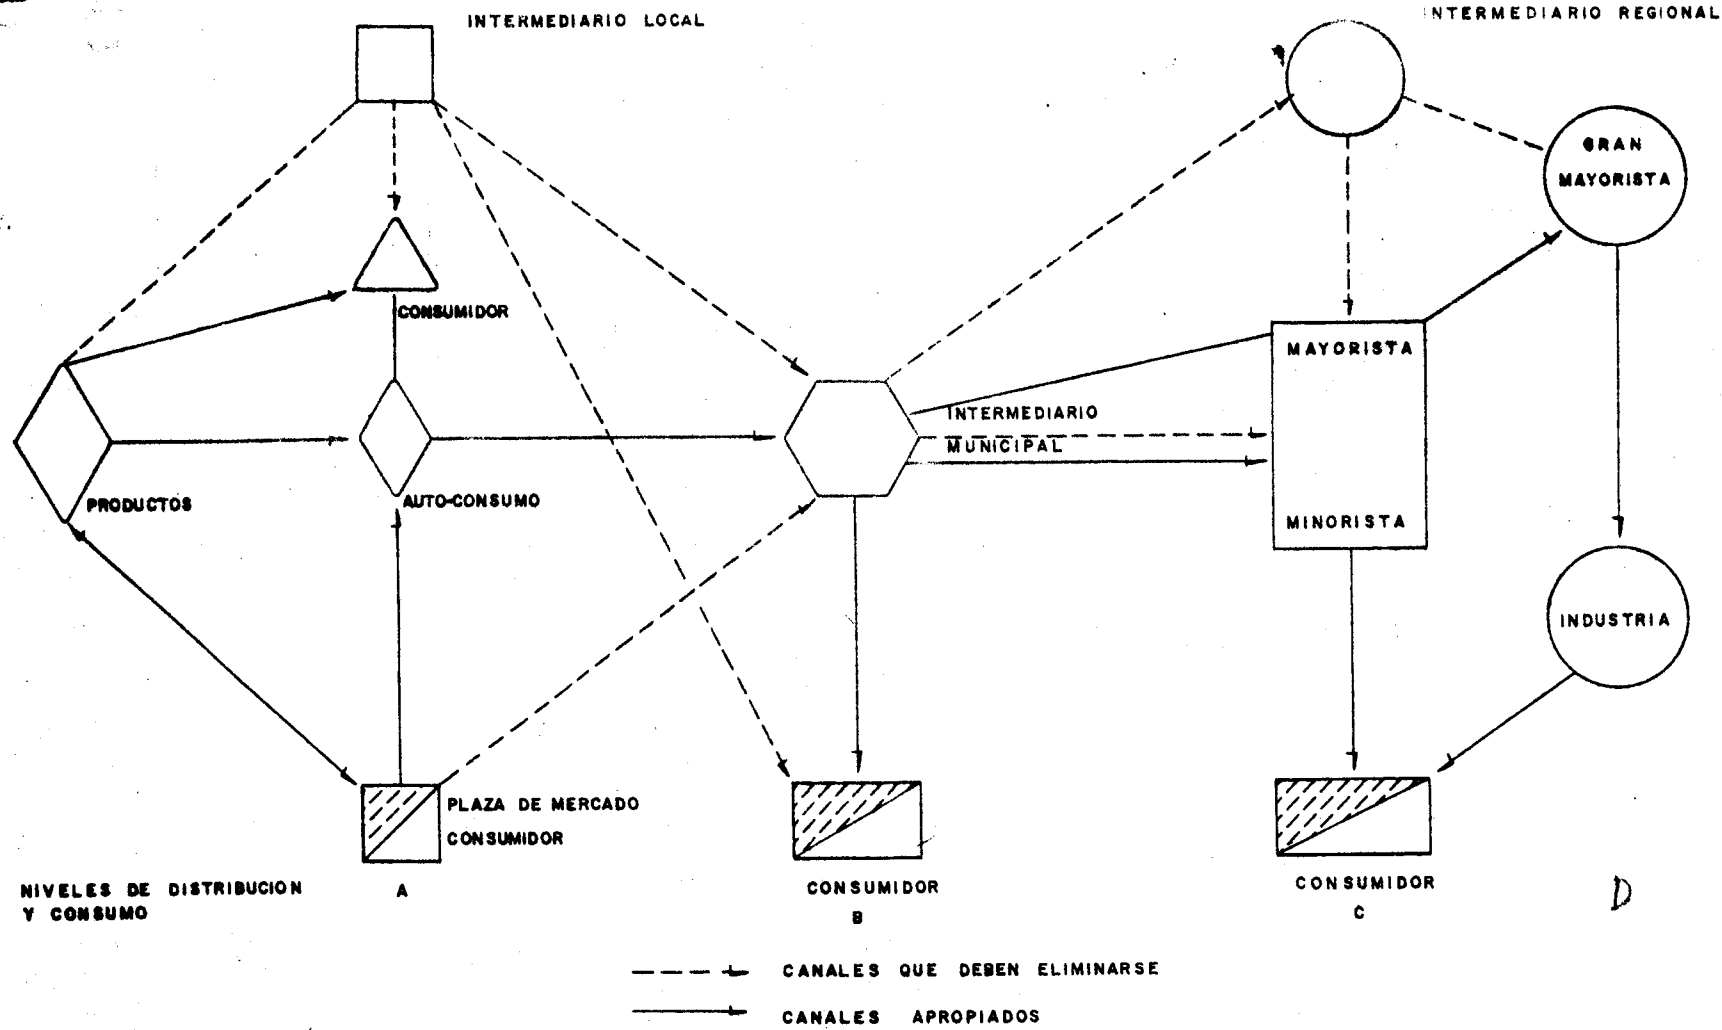 INTERMEDIARIO LOCAL
INTERMEDIARIO REGIONAL
GRAN
MAYORISTA
CONSUMIDOR
MAYORISTA
INTERMEDIARIO
MUNICIPAL
PRODUCTOS
AUTO-CONSUMO
MINORISTA
INDUSTRIA
PLAZA DE MERCADO
CONSUMIDOR
NIVELES DE DISTRIBUCION
Y CONSUMO
A
CONSUMIDOR
B
CONSUMIDOR
C
D
CANALES QUE DEBEN ELIMINARSE
CANALES APROPIADOS